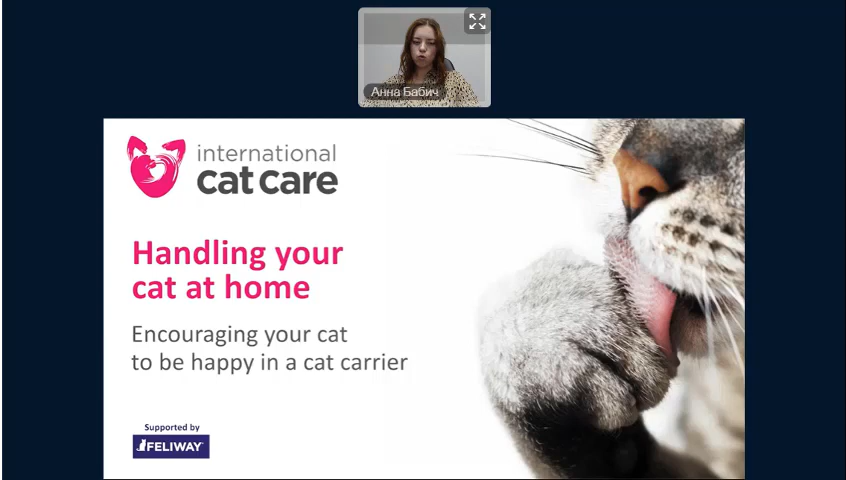 Анна Бабич
international
cat care
Handling your
cat at home
Encouraging your cat
to be happy in a cat carrier
Supported by
FELIWAY